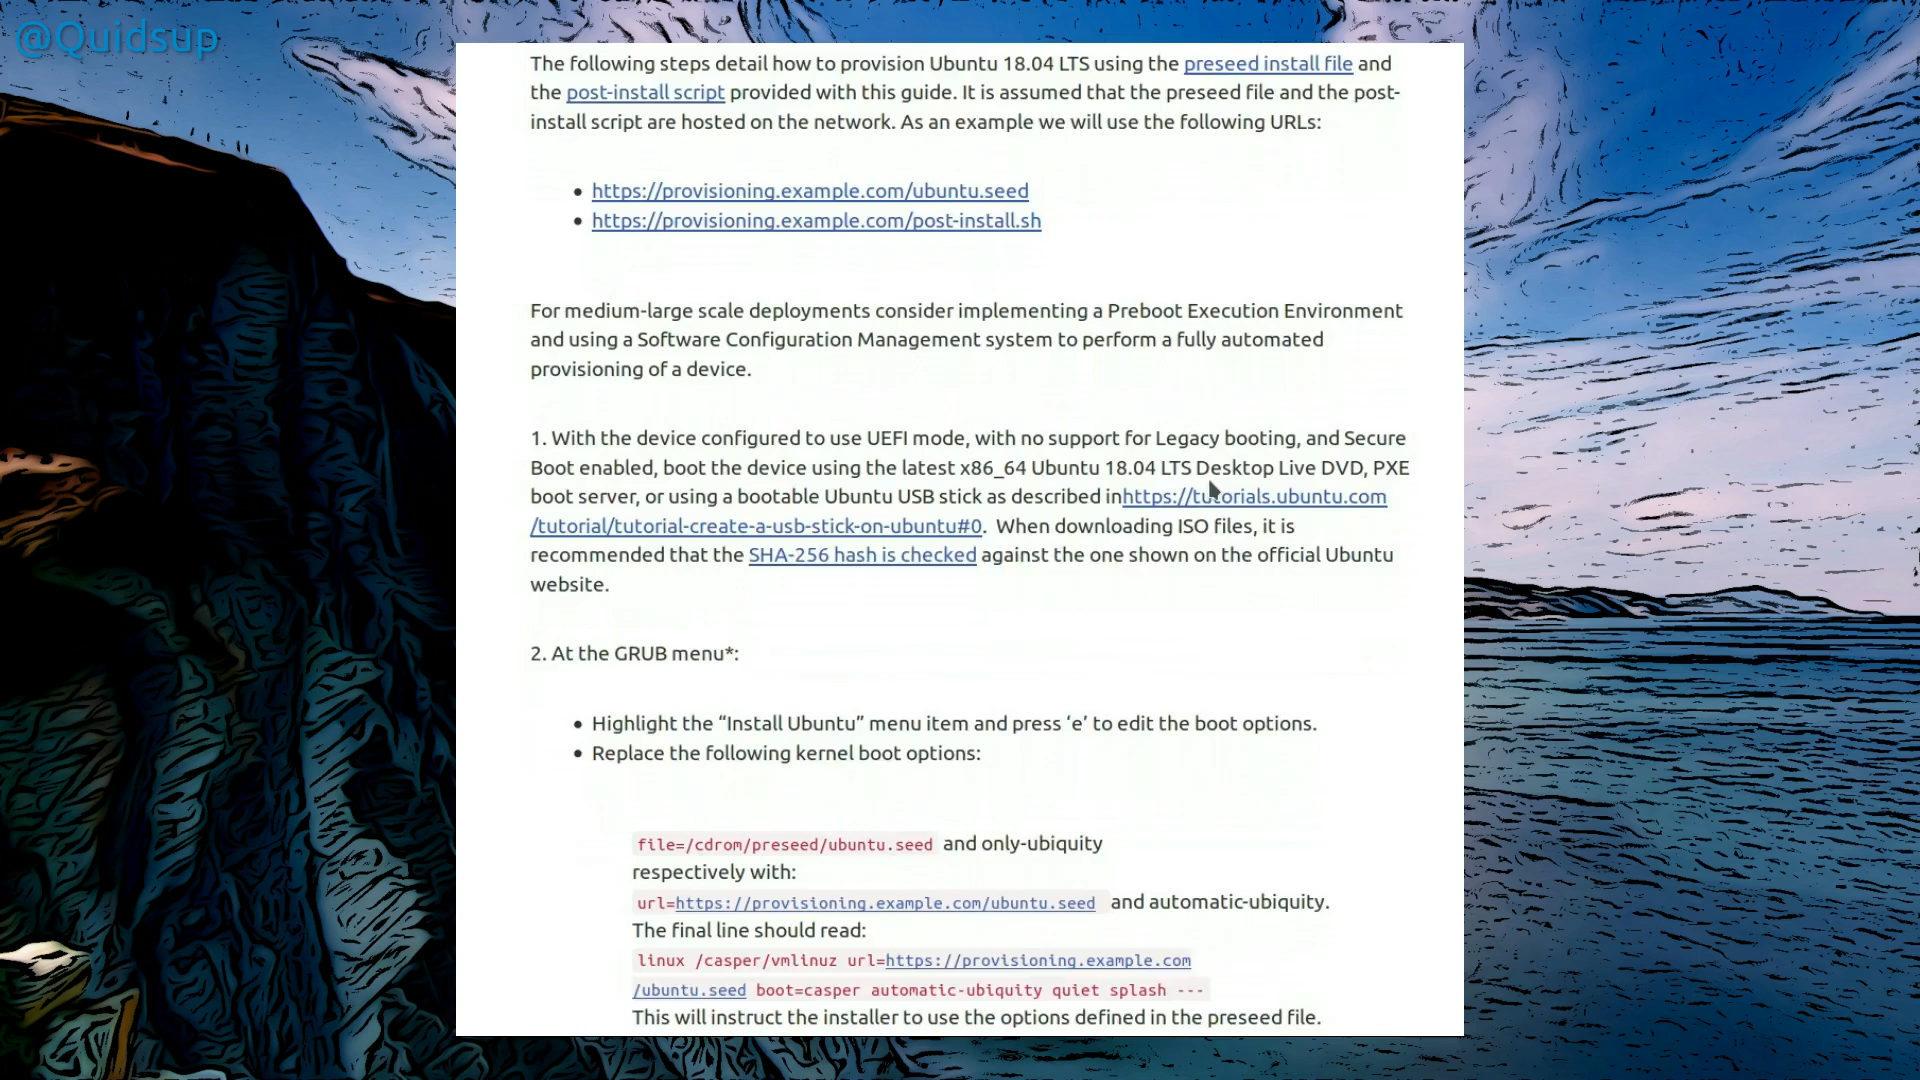 @Quidsup
The following steps detail how to provision Ubuntu 18.04 LTS using the preseed install file and
the post-install script provided with this guide. It is assumed that the preseed file and the post-
install script are hosted on the network. As an example we will use the following URLs:
• https://provisioning.example.com/ubuntu.seed
• https://provisioning.example.com/post-install.sh
For medium-large scale deployments consider implementing a Preboot Execution Environment
and using a Software Configuration Management system to perform a fully automated
provisioning of a device.
1. With the device configured to use UEFI mode, with no support for Legacy booting, and Secure
Boot enabled, boot the device using the latest x86_64 Ubuntu 18.04 LTS Desktop Live DVD, PXE
boot server, or using a bootable Ubuntu USB stick as described inhttps://tutorials.ubuntu.com
/tutorial/tutorial-create-a-usb-stick-on-ubuntu#0. When downloading ISO files, it is
recommended that the SHA-256 hash is checked against the one shown on the official Ubuntu
website.
2. At the GRUB menu*:
• Highlight the “Install Ubuntu” menu item and press ‘e’ to edit the boot options.
• Replace the following kernel boot options:
file=/cdrom/preseed/ubuntu.seed and only-ubiquity
respectively with:
url=https://provisioning.example.com/ubuntu.seed and automatic-ubiquity.
The final line should read:
linux /casper/vmlinuz url=https://provisioning.example.com
/ubuntu.seed boot=casper automatic-ubiquity quiet splash ---
This will instruct the installer to use the options defined in the preseed file.